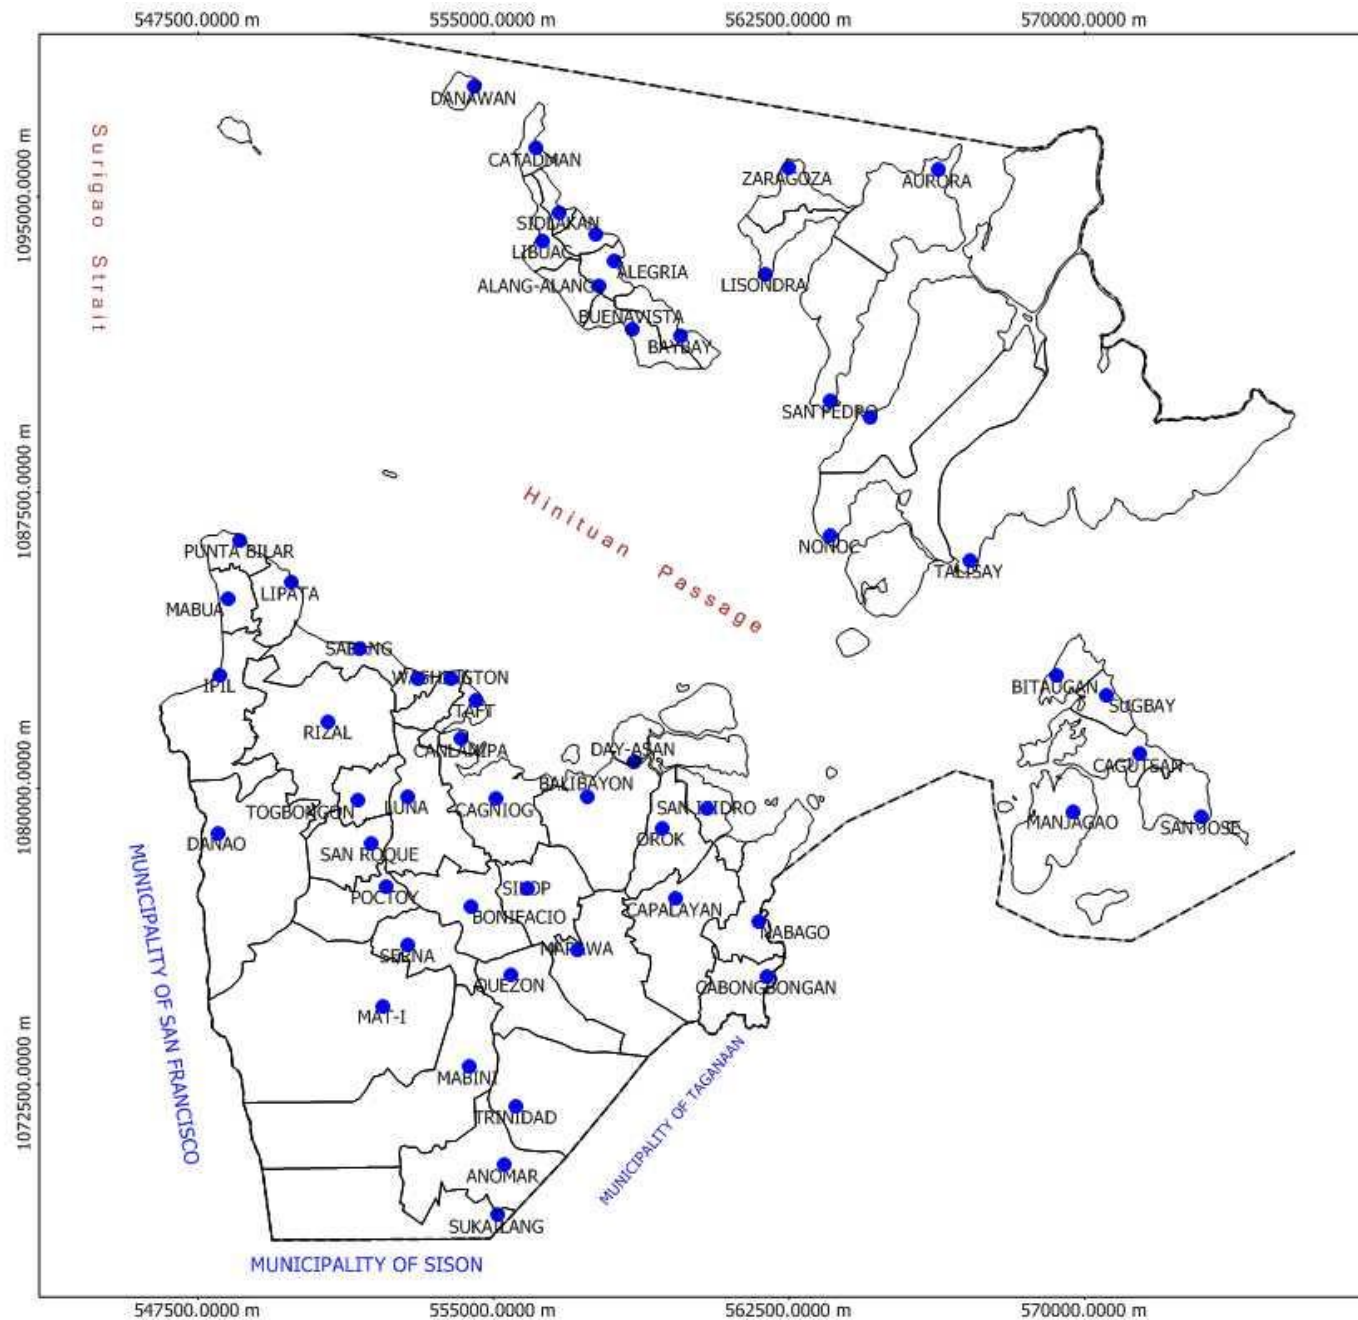 547500.0000 m
555000.0000 m
562500.0000 m
570000.0000 m
DANAWAN
Surigao Strait
1095000.0000 m
CATADMAN
ZARAGOZA
AURORA
SIDLAKAN
LIBUAC
ALEGRIA
ALANG-ALANG
LISONDRA
BUENAVISTA
BAYBAY
SAN PEDRO
1087500.0000 m
Hinituan Passage
NONOC
TALISAY
PUNTA BILAR
LIPATA
MABUA
SABANG
WASHINGTON
IPIL
TAFT
BITAUGAN
SUGBAY
RIZAL
CANLANIPA
DAY-ASAN
CAGUTSAN
BALIBAYON
1080000.0000 m
TOGBONGON
LUNA
CAGNIOG
SAN ISIDRO
MANJAGAO
SAN JOSE
DANAO
OROK
SAN ROQUE
MUNICIPALITY OF SAN FRANCISCO
POCTOY
BONIFACIO
CAPALAYAN
NABAGO
SERNA
QUEZON
CABONGBONGAN
MAT-I
1072500.0000 m
MABINI
TRINIDAD
MUNICIPALITY OF TAGANAAN
ANOMAR
SUKAILANG
MUNICIPALITY OF SISON
547500.0000 m
555000.0000 m
562500.0000 m
570000.0000 m